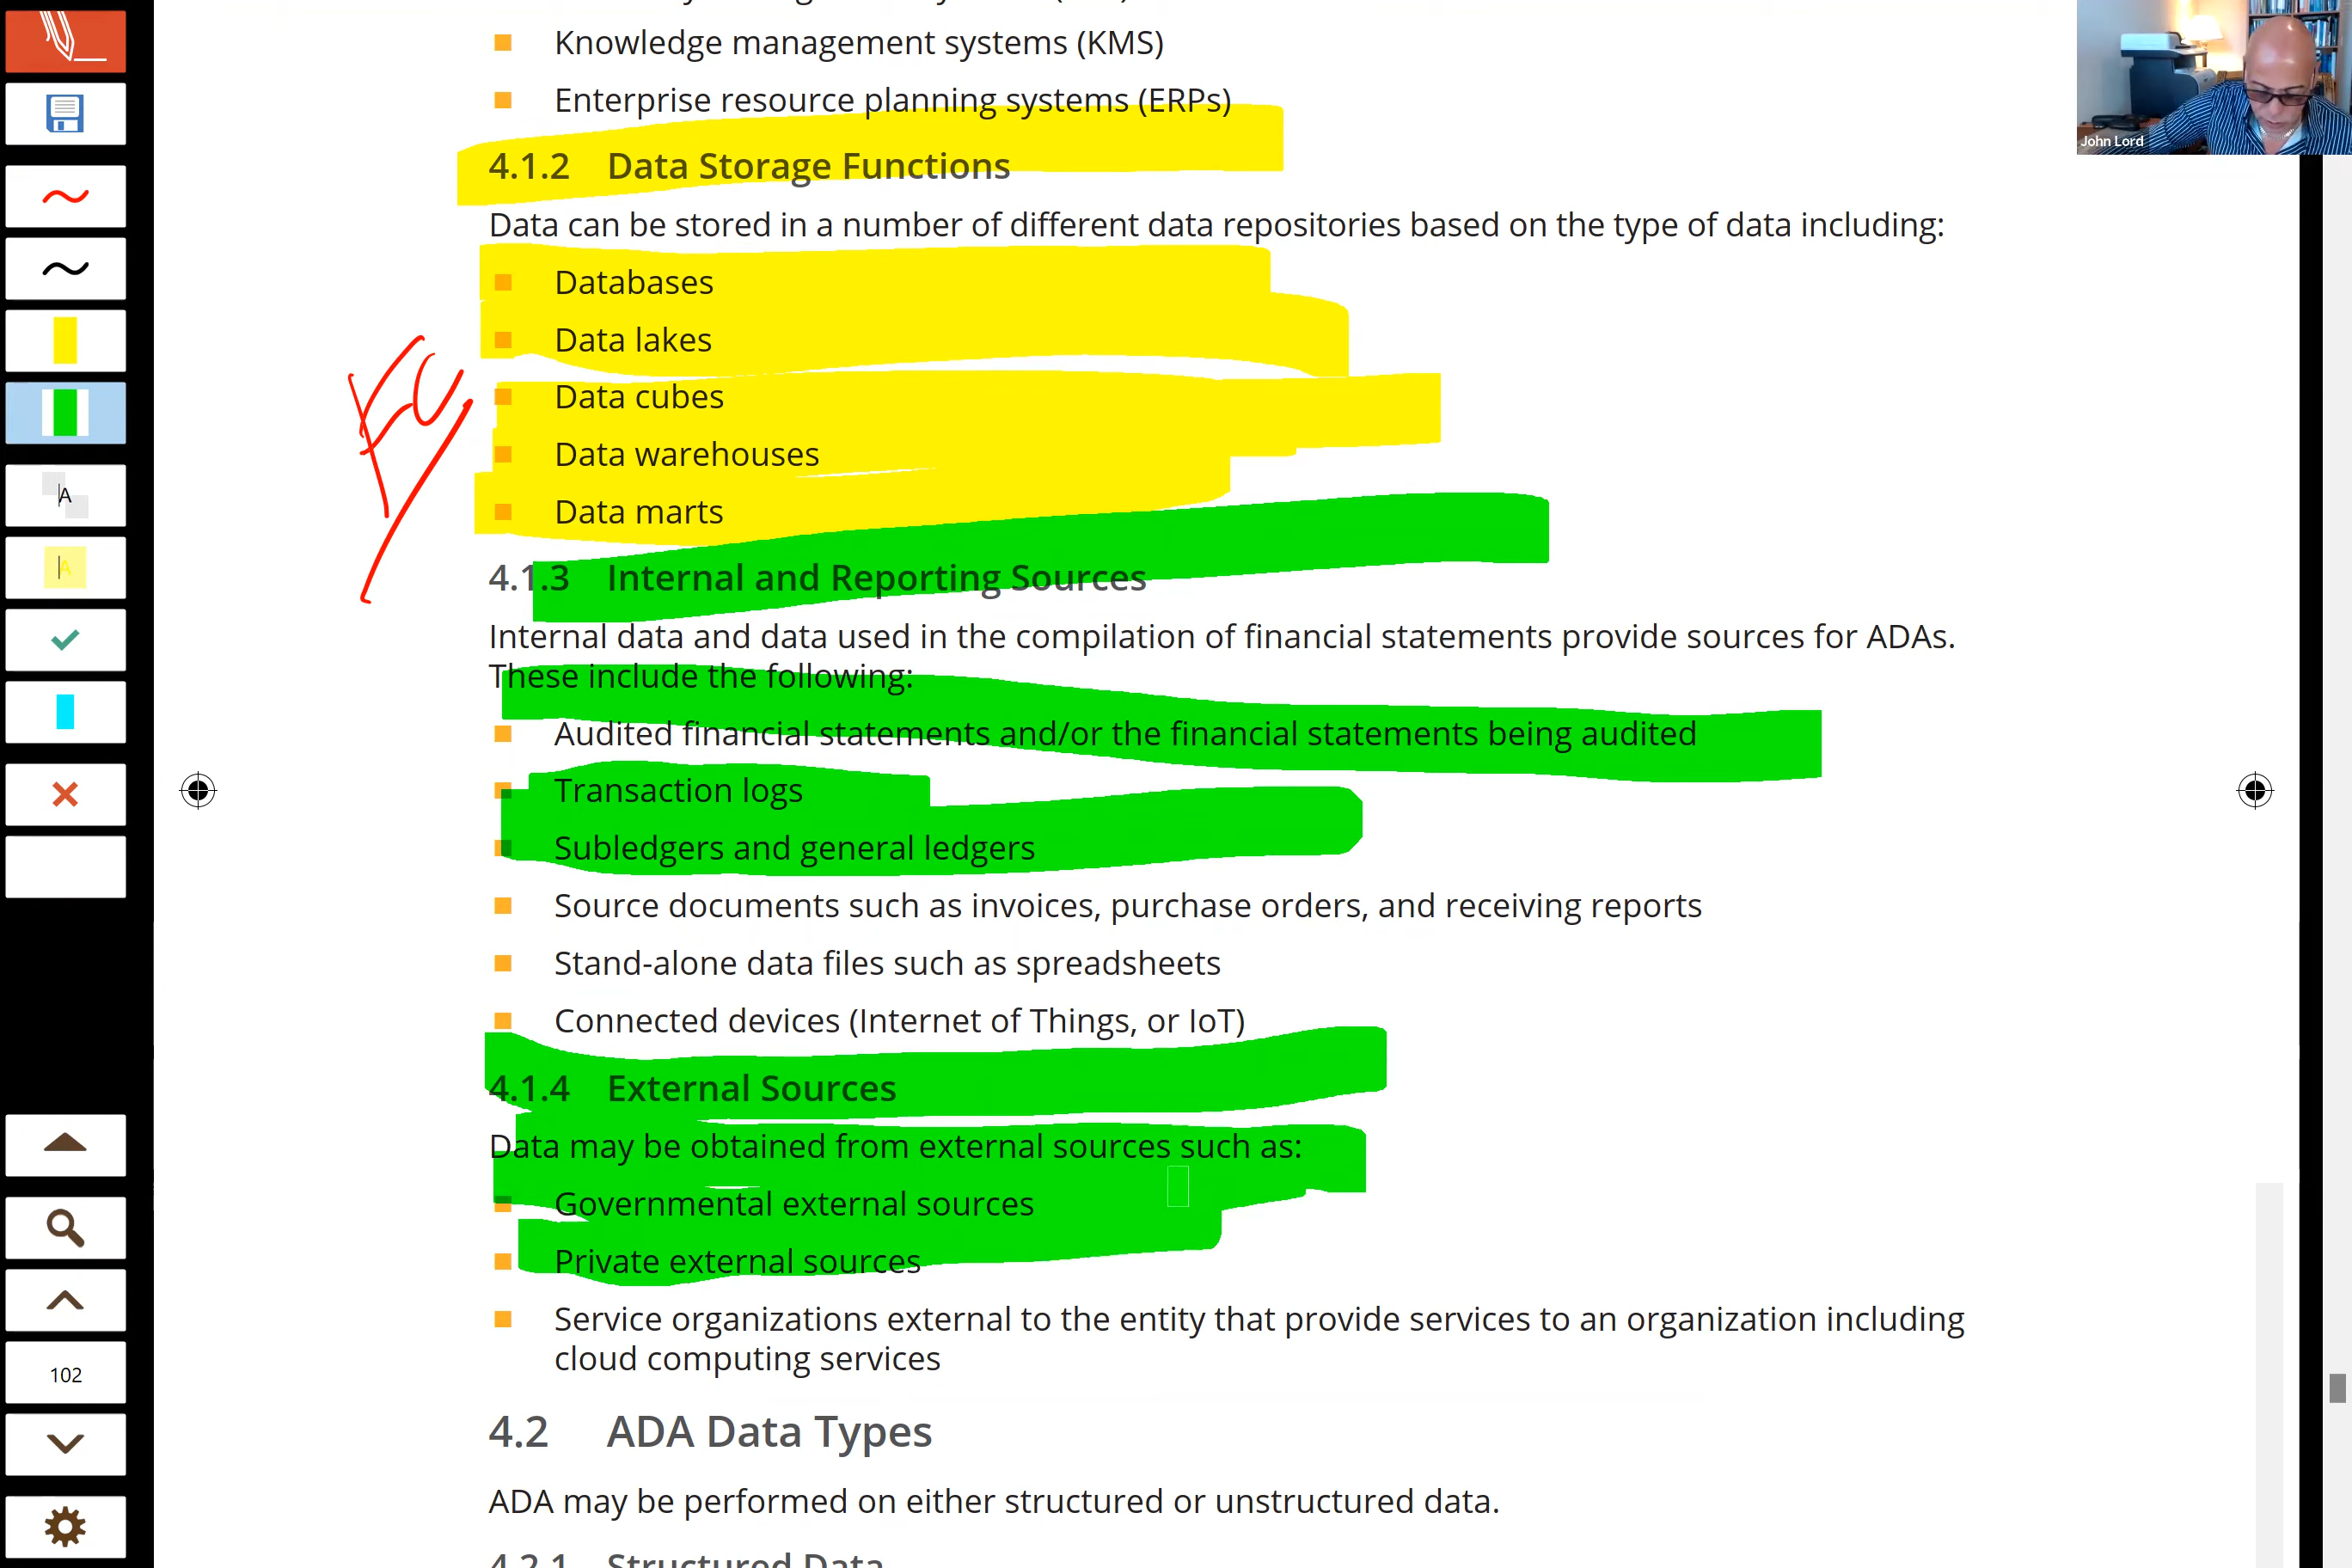 Knowledge management systems (KMS)
Enterprise resource planning systems (ERPs)
4.1.2 Data Storage Functions
Data can be stored in a number of different data repositories based on the type of data including:
Databases
Data lakes
Data cubes
Data warehouses
Data marts
4.1.3 Internal and Reporting Sources
Internal data and data used in the compilation of financial statements provide sources for ADAs.
These include the following:
Audited financial statements and/or the financial statements being audited
Transaction logs
Subledgers and general ledgers
Source documents such as invoices, purchase orders, and receiving reports
Stand-alone data files such as spreadsheets
Connected devices (Internet of Things, or IoT)
4.1.4 External Sources
Data may be obtained from external sources such as:
Governmental external sources
Private external sources
Service organizations external to the entity that provide services to an organization including
cloud computing services
4.2 ADA Data Types
ADA may be performed on either structured or unstructured data.
4.2.1 Structured Data
John Lord
A
A
102